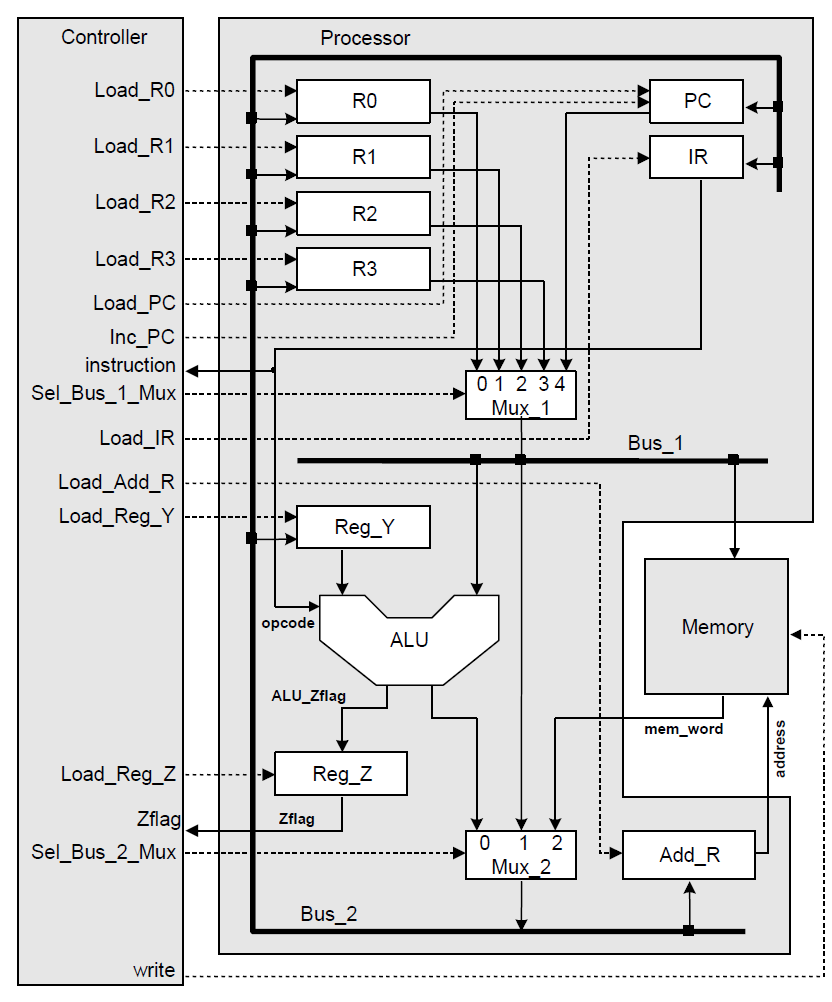 Controller
Processor
Load_R0
R0
PC
Load_R1
R1
IR
Load_R2
R2
Load_R3
R3
Load_PC
Inc_PC
instruction
Sel_Bus_1_Mux
0 1 2 3 4
Mux_1
Load_IR
Bus_1
Load_Add_R
Load_Reg_Y
Reg_Y
opcode
ALU
Memory
ALU_Zflag
mem_word
address
Load_Reg_Z
Reg_Z
Zflag
Zflag
Sel_Bus_2_Mux
0 1 2
Mux_2
Add_R
Bus_2
write